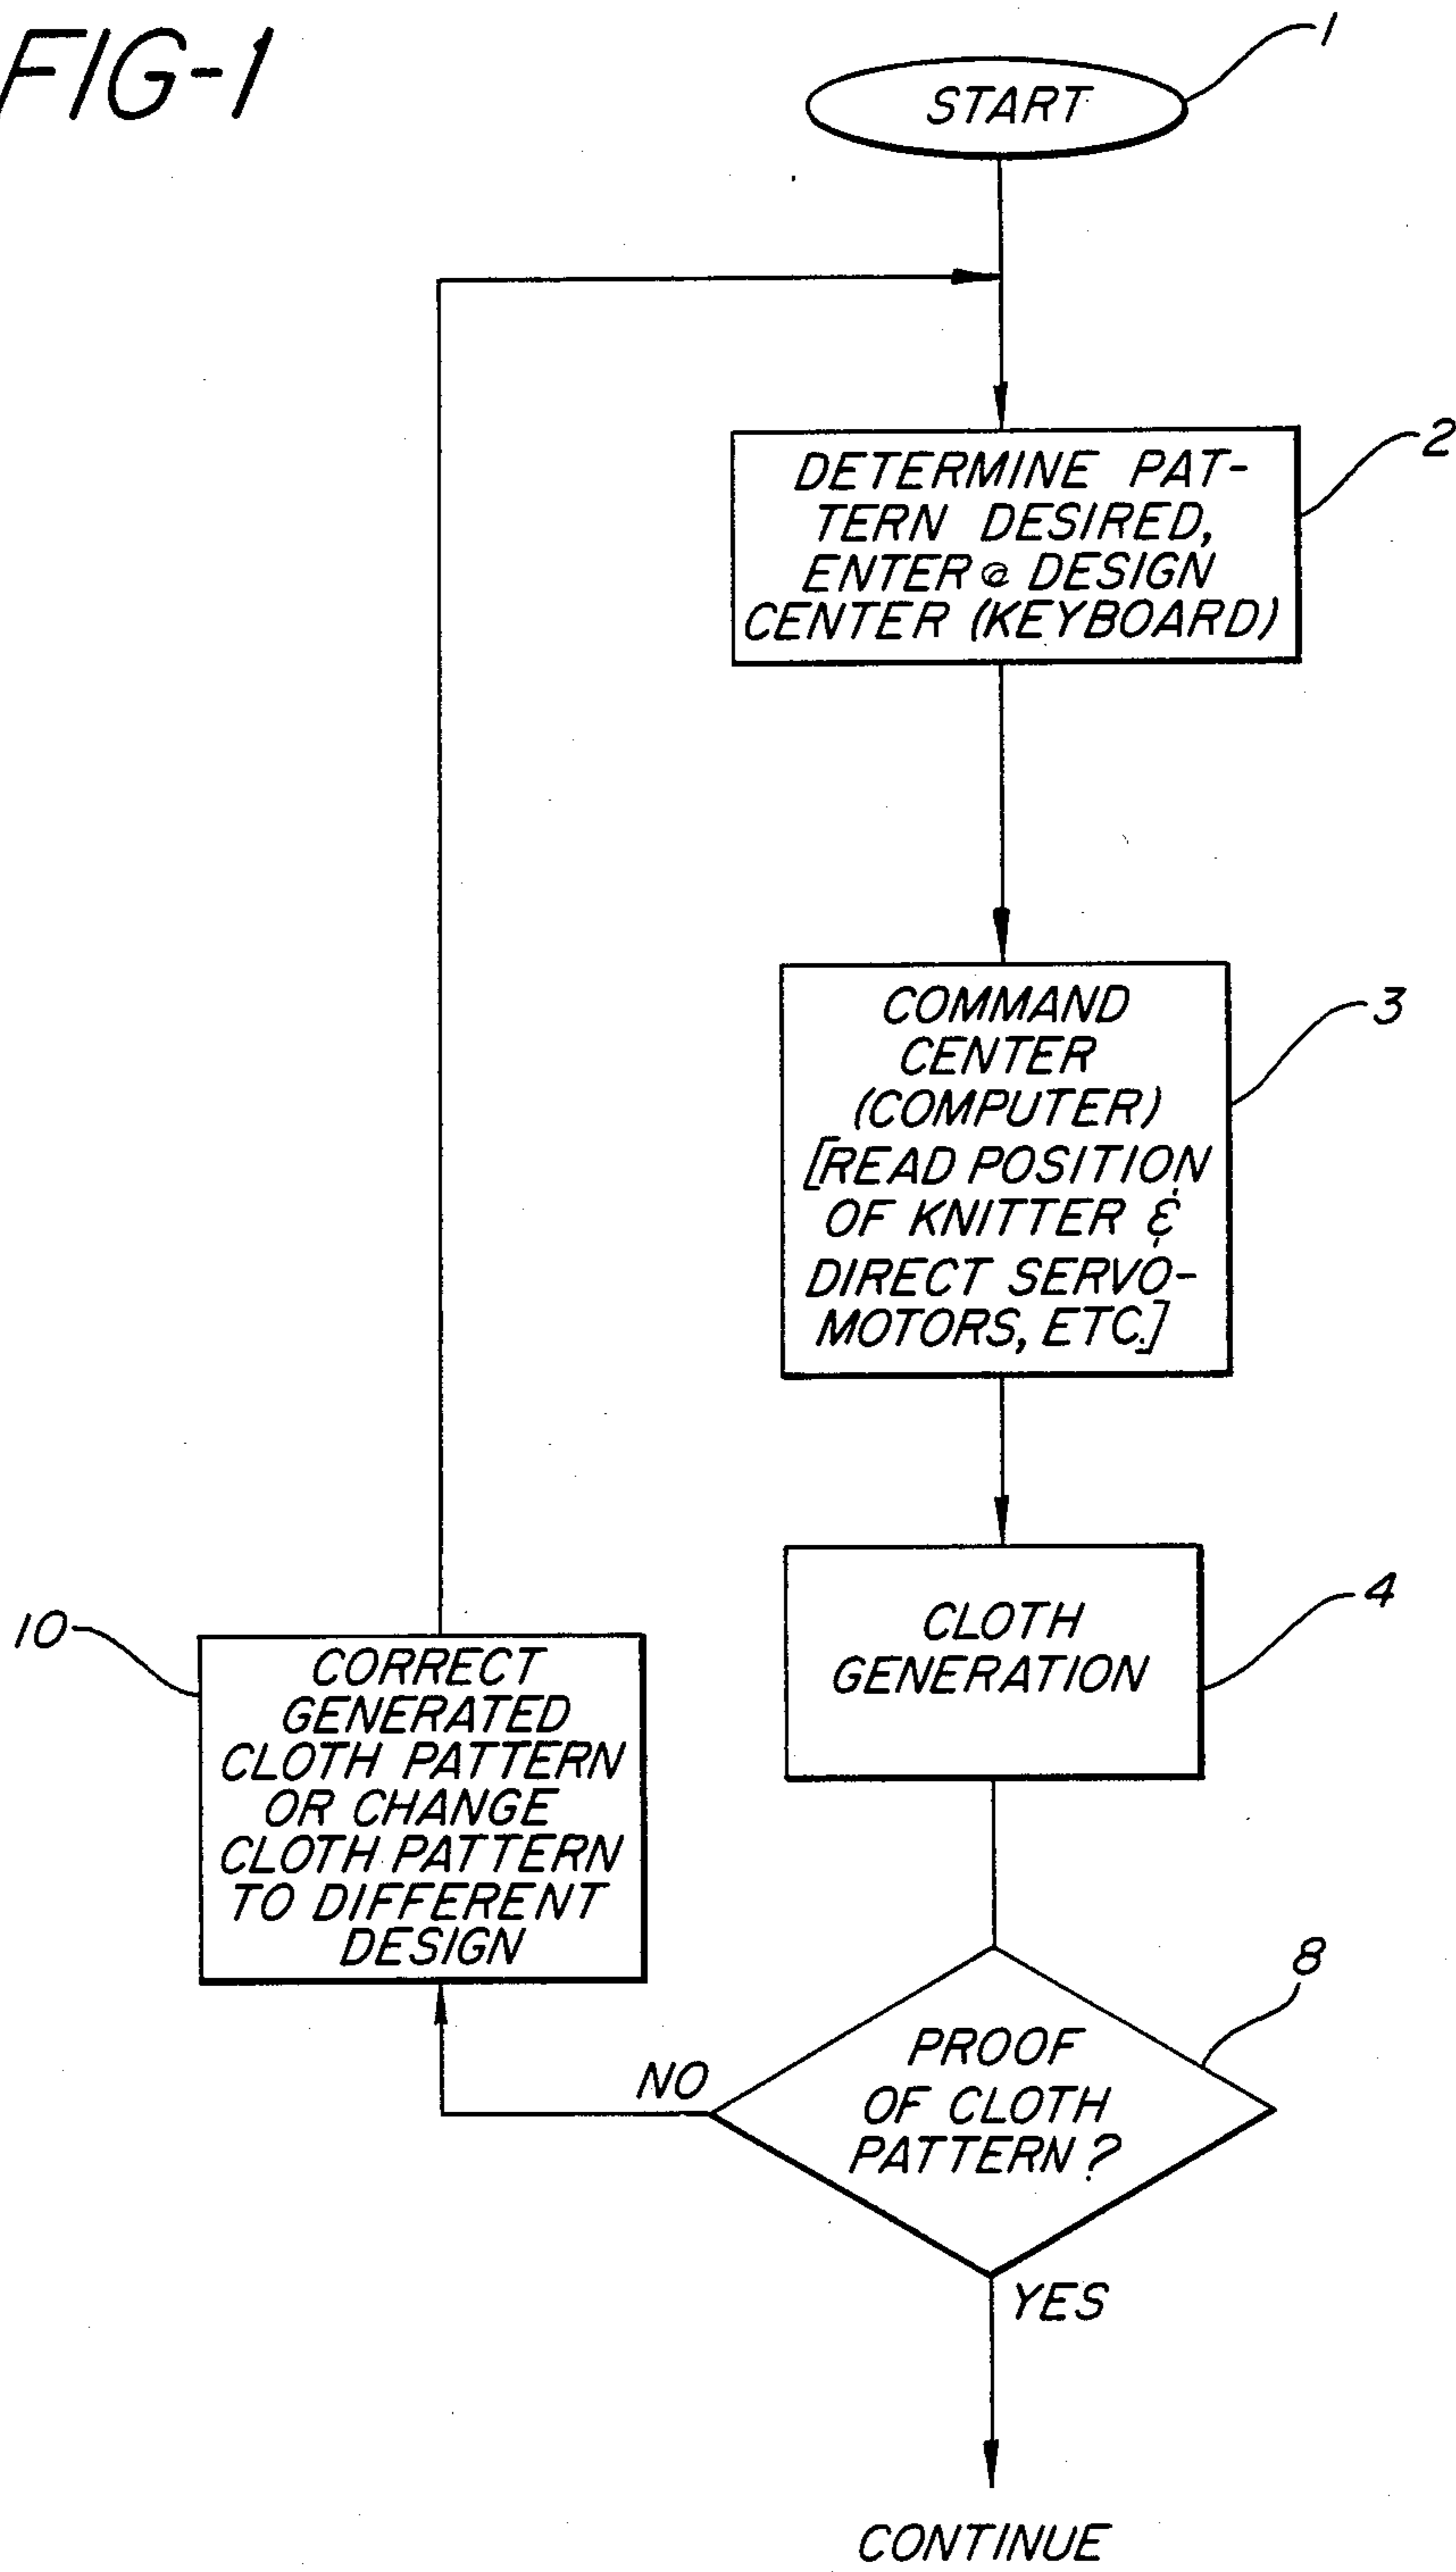 FIG-1
1
START
2
DETERMINE PAT-
TERN DESIRED,
ENTER @ DESIGN
CENTER (KEYBOARD)
3
COMMAND
CENTER
(COMPUTER)
[READ POSITION
OF KNITTER &
DIRECT SERVO-
MOTORS, ETC.]
4
CLOTH
GENERATION
10
CORRECT
GENERATED
CLOTH PATTERN
OR CHANGE
CLOTH PATTERN
TO DIFFERENT
DESIGN
8
PROOF
OF CLOTH
PATTERN?
NO
YES
CONTINUE